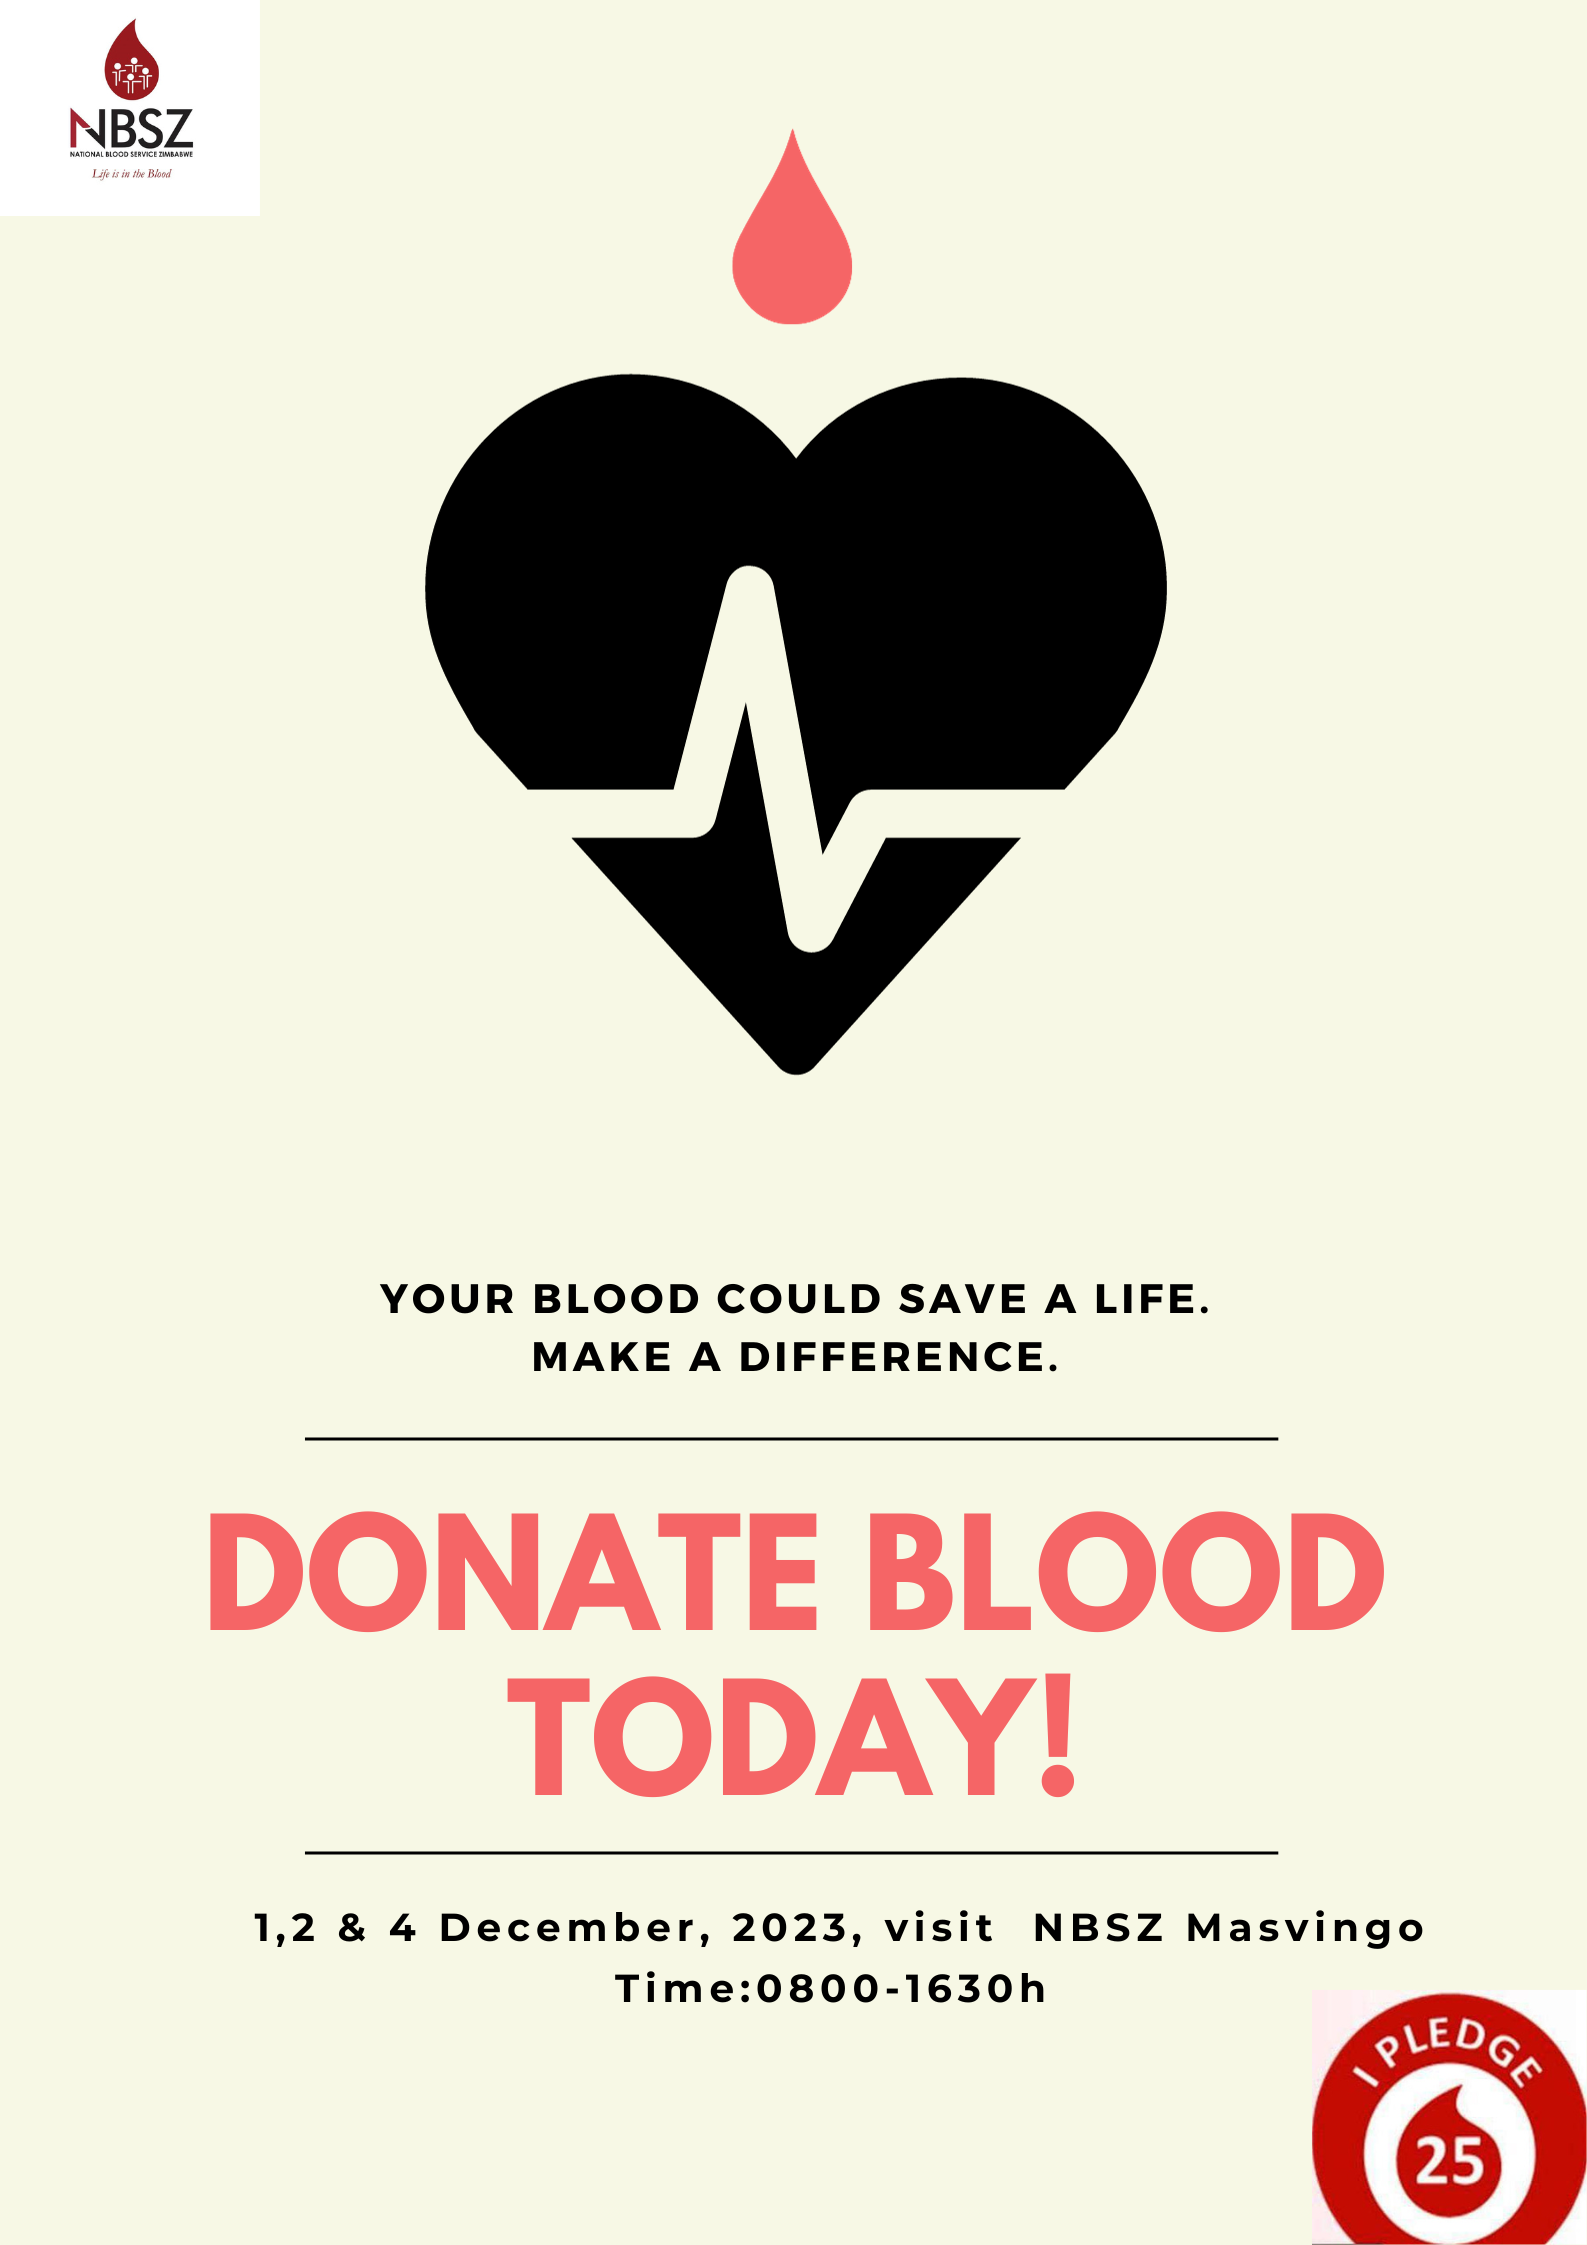 NBSZ
NATIONAL BLOOD SERVICE ZIMBABWE
Life is in the Blood
YOUR BLOOD COULD SAVE A LIFE.
MAKE A DIFFERENCE.
DONATE BLOOD
TODAY!
1,2 & 4 December, 2023, visit  NBSZ Masvingo
Time:0800-1630h
I PLEDGE
25